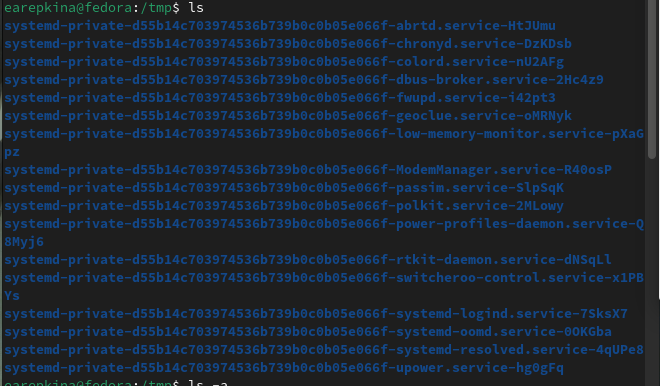 earepkina@fedora:/tmp$ ls
systemd-private-d55b14c703974536b739b0c0b05e066f-abrtd.service-HtJUmu
systemd-private-d55b14c703974536b739b0c0b05e066f-chronyd.service-DzKDsb
systemd-private-d55b14c703974536b739b0c0b05e066f-colord.service-nU2AFg
systemd-private-d55b14c703974536b739b0c0b05e066f-dbus-broker.service-2Hc4z9
systemd-private-d55b14c703974536b739b0c0b05e066f-fwupd.service-i42pt3
systemd-private-d55b14c703974536b739b0c0b05e066f-geoclue.service-oMRNyk
systemd-private-d55b14c703974536b739b0c0b05e066f-low-memory-monitor.service-pXaG
pz
systemd-private-d55b14c703974536b739b0c0b05e066f-ModemManager.service-R40osP
systemd-private-d55b14c703974536b739b0c0b05e066f-passim.service-SlpSqK
systemd-private-d55b14c703974536b739b0c0b05e066f-polkit.service-2MLowy
systemd-private-d55b14c703974536b739b0c0b05e066f-power-profiles-daemon.service-Q
8Myj6
systemd-private-d55b14c703974536b739b0c0b05e066f-rtkit-daemon.service-dNSqLl
systemd-private-d55b14c703974536b739b0c0b05e066f-switcheroo-control.service-x1PB
Ys
systemd-private-d55b14c703974536b739b0c0b05e066f-systemd-logind.service-7SksX7
systemd-private-d55b14c703974536b739b0c0b05e066f-systemd-oomd.service-0OKGba
systemd-private-d55b14c703974536b739b0c0b05e066f-systemd-resolved.service-4qUPe8
systemd-private-d55b14c703974536b739b0c0b05e066f-upower.service-hg0gFq
earepkina@fedora:/tmp$ ls -a